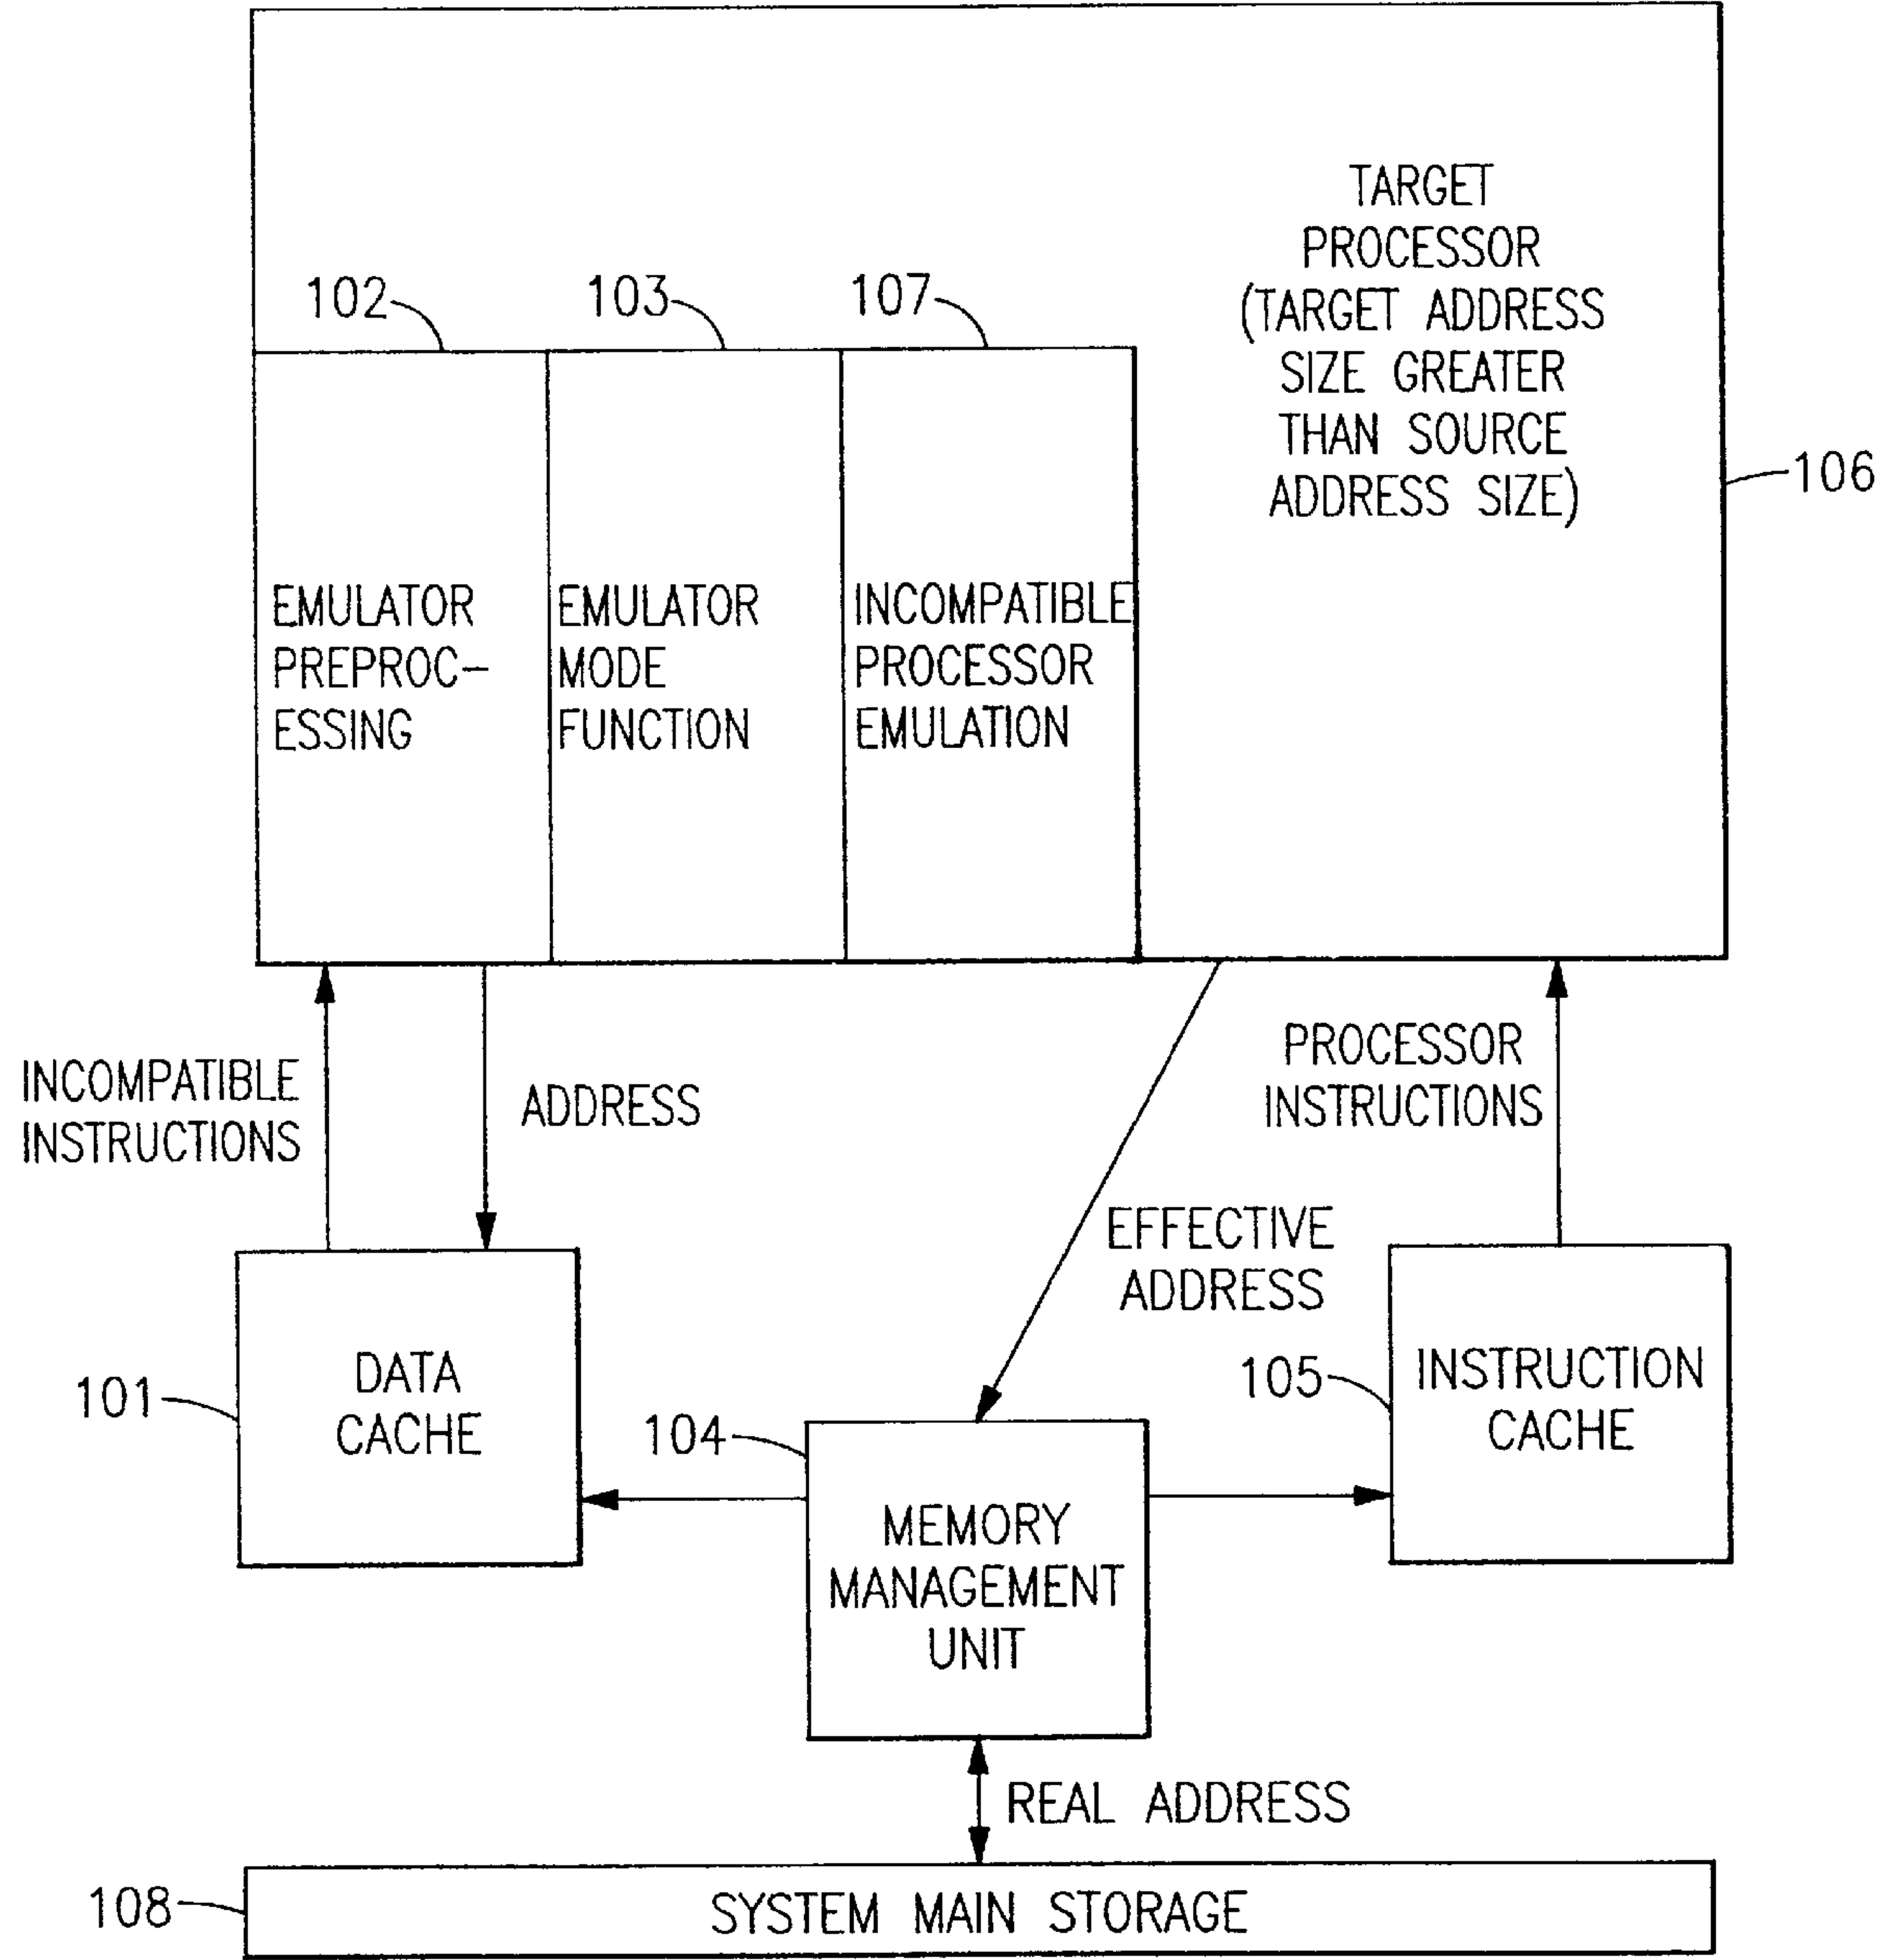 TARGET
PROCESSOR
(TARGET ADDRESS
SIZE GREATER
THAN SOURCE
ADDRESS SIZE)
106
102
103
107
EMULATOR
PREPROC-
ESSING
EMULATOR
MODE
FUNCTION
INCOMPATIBLE
PROCESSOR
EMULATION
INCOMPATIBLE
INSTRUCTIONS
ADDRESS
PROCESSOR
INSTRUCTIONS
EFFECTIVE
ADDRESS
101
DATA
CACHE
104
MEMORY
MANAGEMENT
UNIT
105
INSTRUCTION
CACHE
REAL ADDRESS
108
SYSTEM MAIN STORAGE